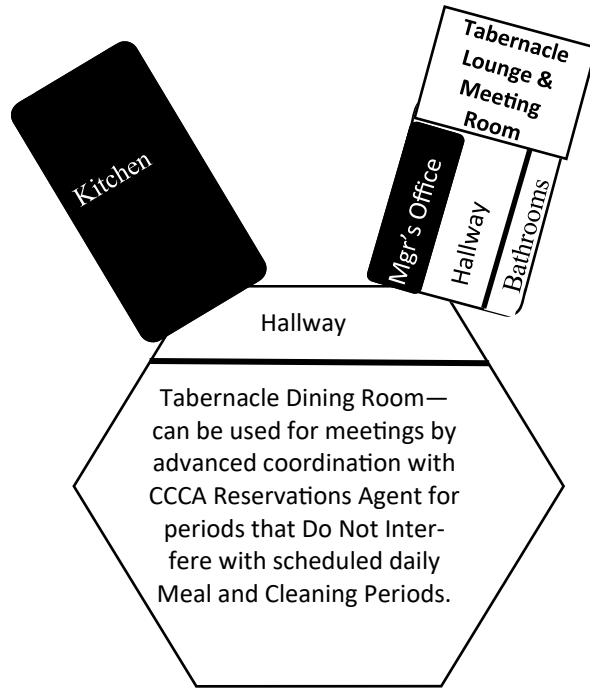 Tabernacle
Lounge &
Meeting
Room
Kitchen
Mgr's Office
Hallway
Bathrooms
Hallway
Tabernacle Dining Room—
can be used for meetings by
advanced coordination with
CCCA Reservations Agent for
periods that Do Not Inter-
fere with scheduled daily
Meal and Cleaning Periods.